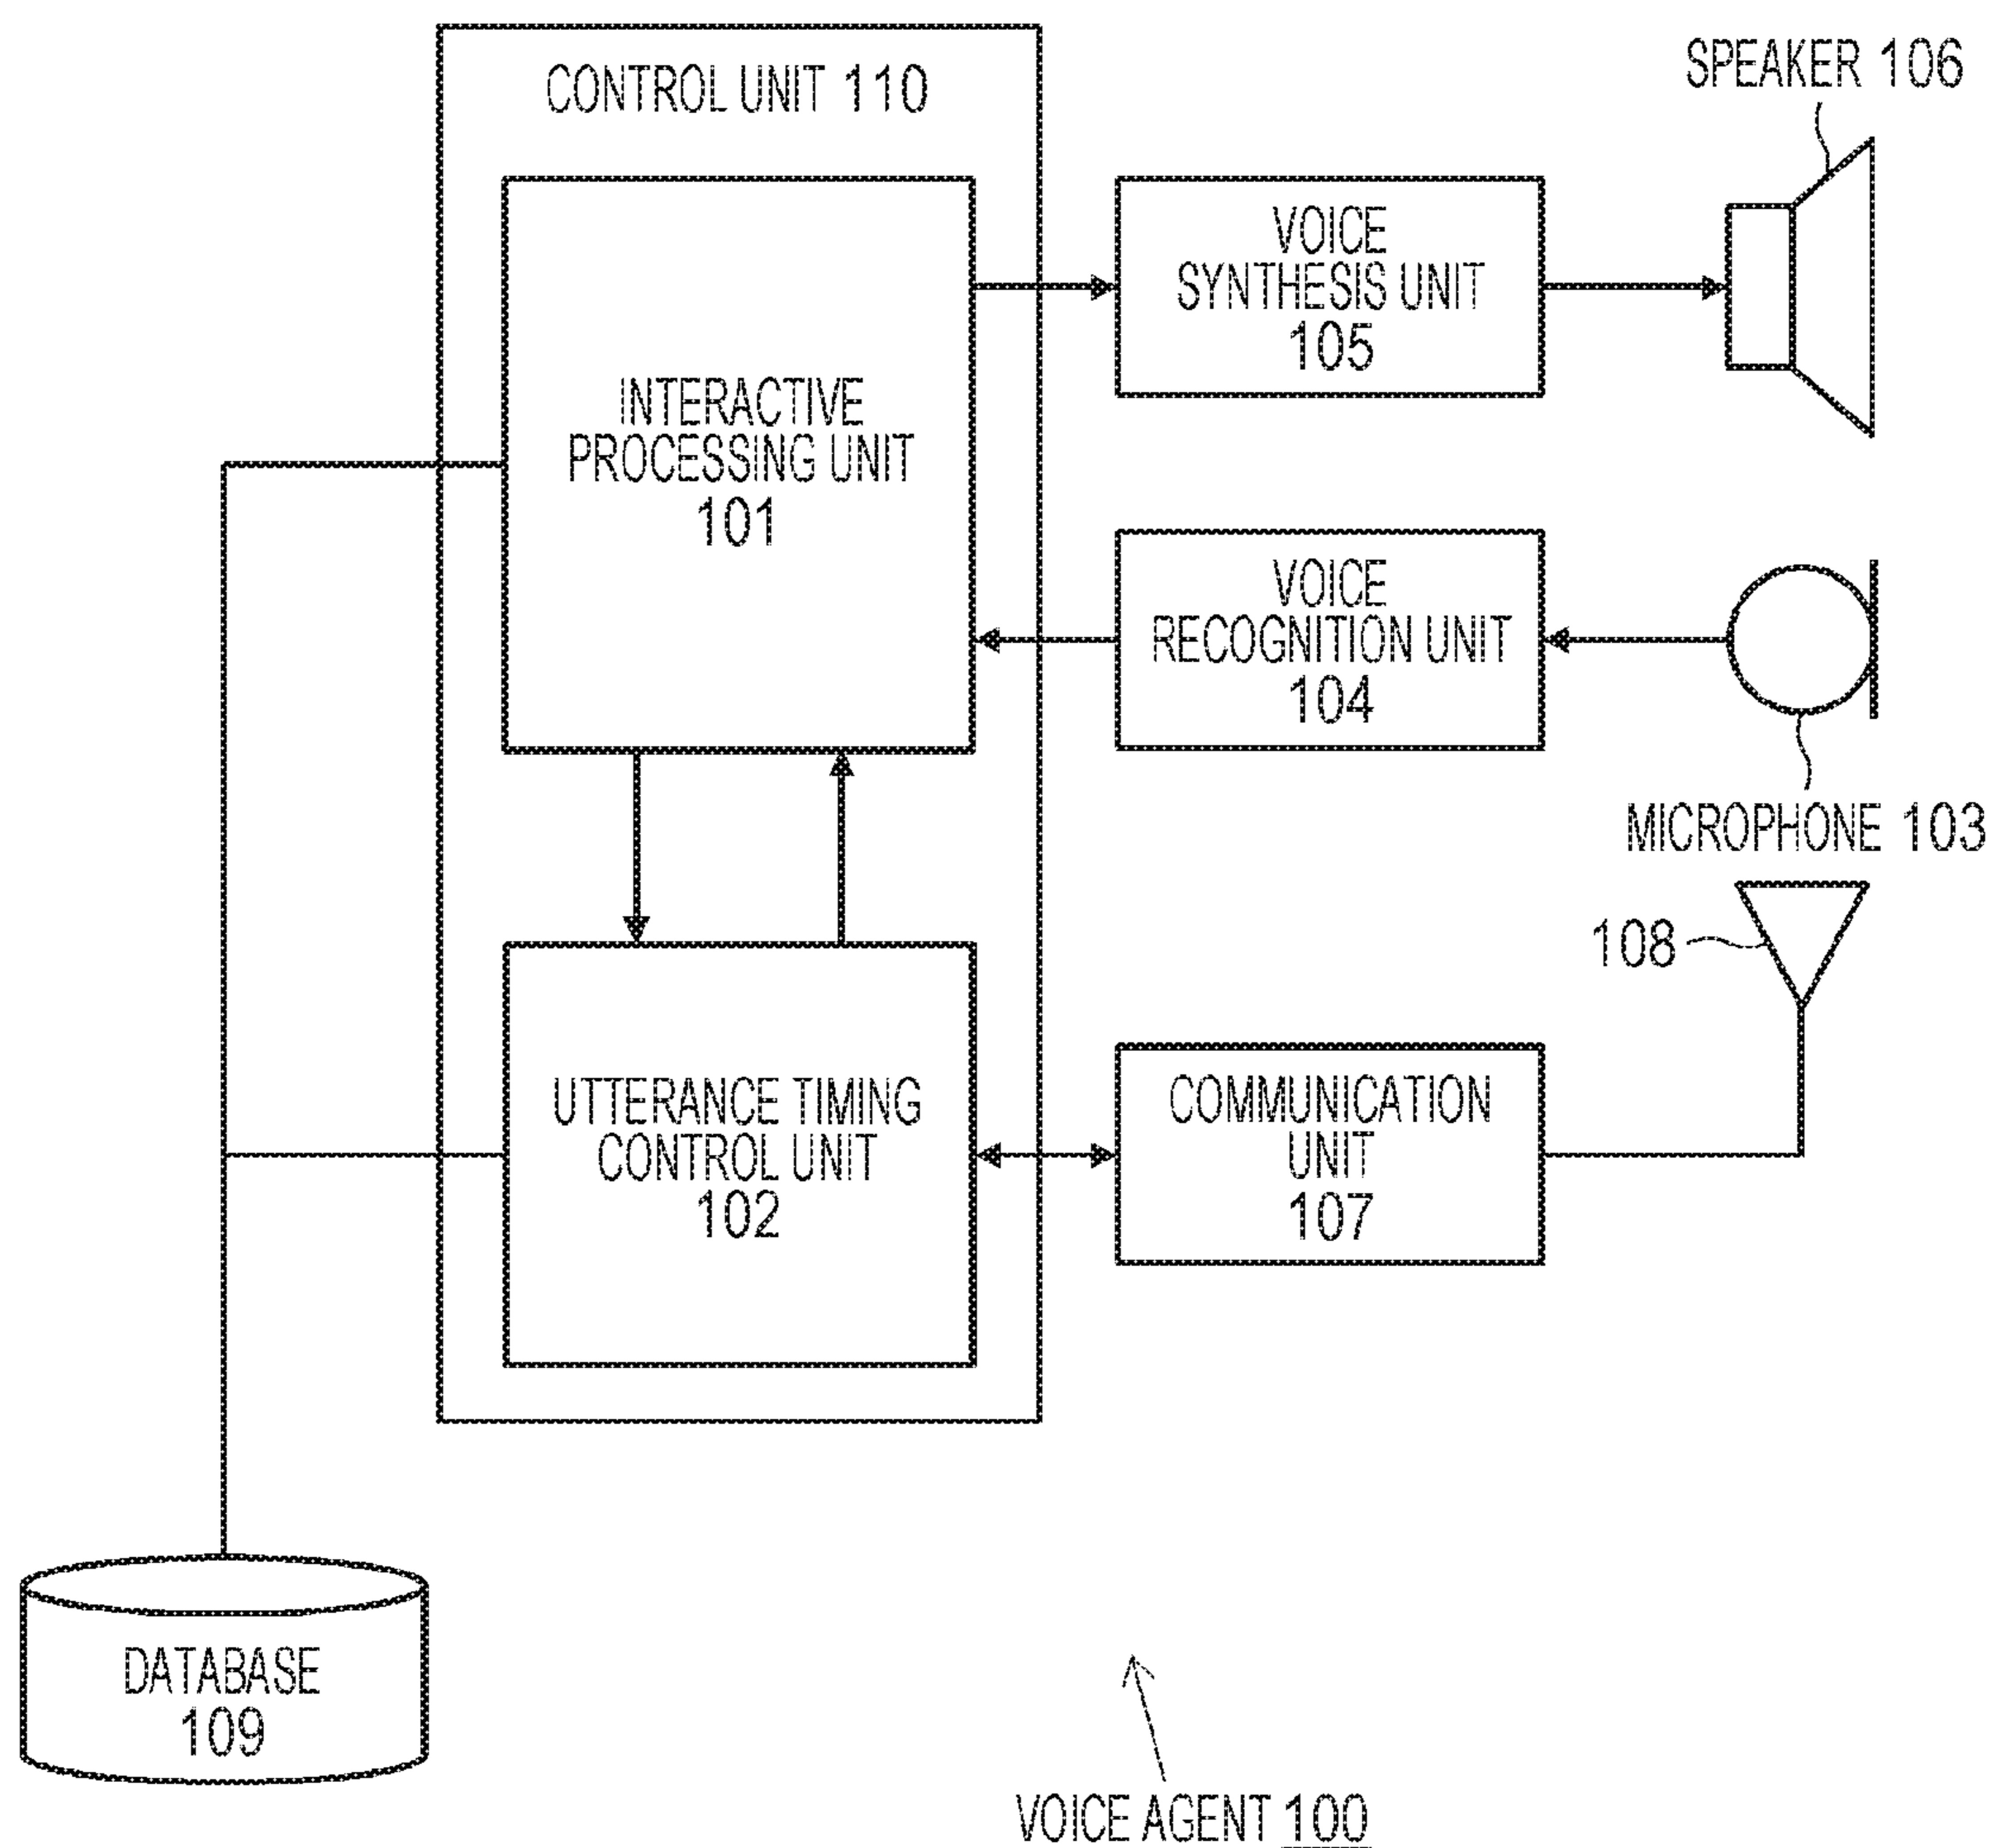 CONTROL UNIT 110
SPEAKER 106
INTERACTIVE
PROCESSING UNIT
101
VOICE
SYNTHESIS UNIT
105
VOICE
RECOGNITION UNIT
104
MICROPHONE 103
108
UTTERANCE TIMING
CONTROL UNIT
102
COMMUNICATION
UNIT
107
DATABASE
109
VOICE AGENT 100